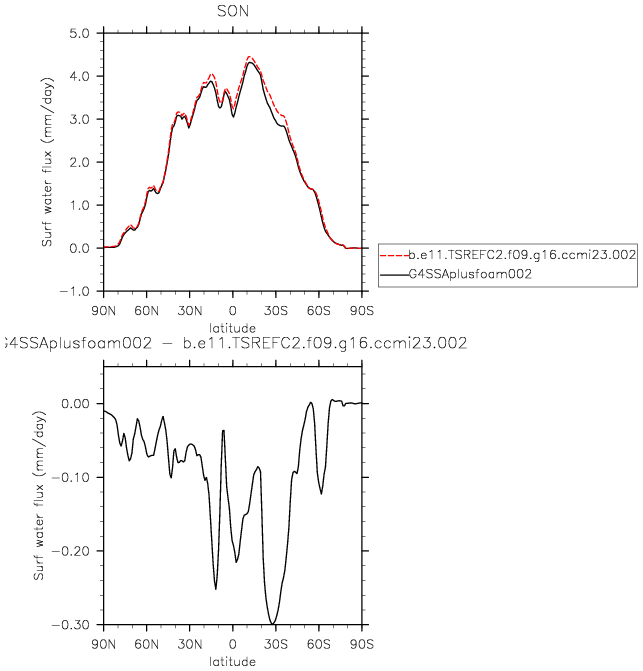 SON
5.0
4.0
3.0
2.0
1.0
0.0
−1.0
Surf water flux (mm/day)
90N 60N 30N 0 30S 60S 90S
latitude
b.e11.TSREFC2.f09.g16.ccmi23.002
G4SSAplusfoam002
G4SSAplusfoam002 − b.e11.TSREFC2.f09.g16.ccmi23.002
0.00
−0.10
−0.20
−0.30
Surf water flux (mm/day)
90N 60N 30N 0 30S 60S 90S
latitude